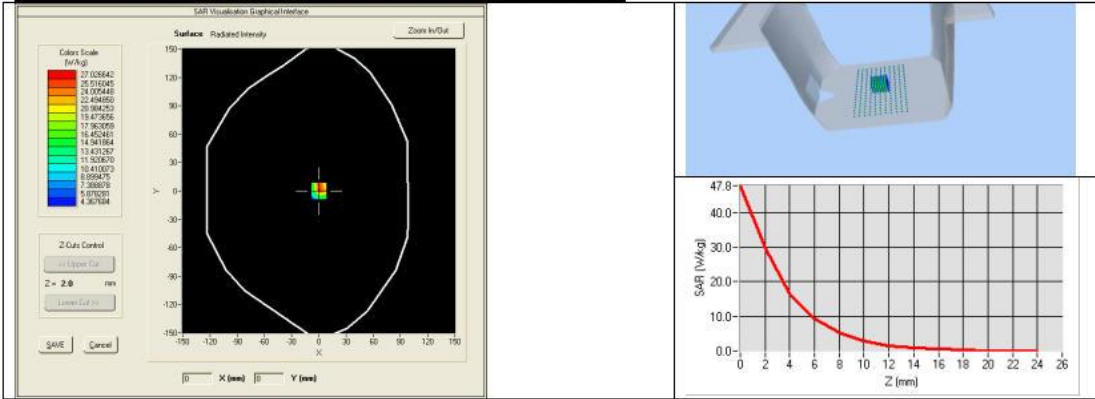 SAR Visualisation Graphical Interface
Surface Radiated Intensity
Zoom In/Out
Colors Scale
(W/kg)
27.026642
25.516045
24.005448
22.494850
20.984253
19.473656
17.963059
16.452461
14.941864
13.431267
11.920670
10.410073
8.899475
7.388878
5.878281
4.367684
150
120
90
60
30
0
-30
-60
-90
-120
-150
Y
-150 -120 -90 -60 -30 0 30 60 90 120 150
X
Z-Cuts Control
<< Upper Cut
Z = 2.0 mm
Lower Cut >>
SAVE Cancel
0 X (mm) 0 Y (mm)
47.8
40.0
30.0
20.0
10.0
0.0
SAR (W/kg)
0 2 4 6 8 10 12 14 16 18 20 22 24 26
Z (mm)